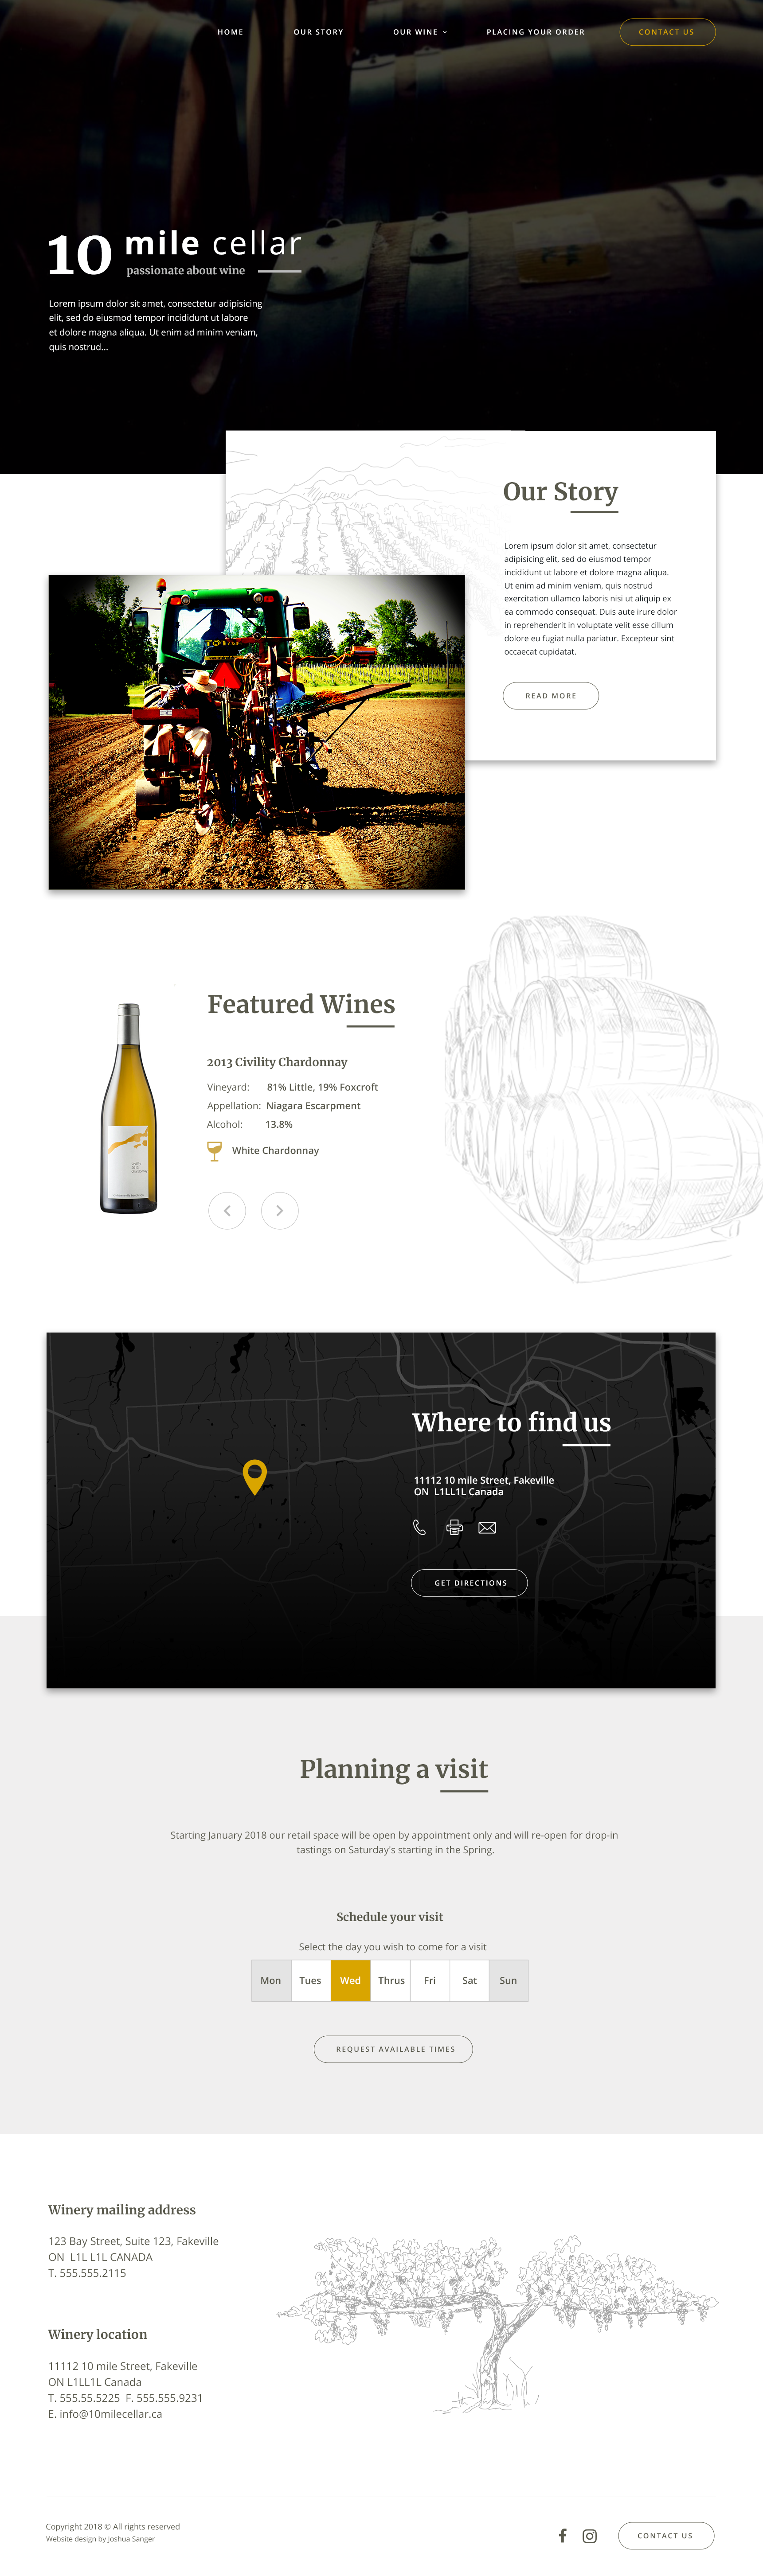 HOME OUR STORY OUR WINE PLACING YOUR ORDER CONTACT US
10 mile cellar
passionate about wine
Lorem ipsum dolor sit amet, consectetur adipisicing
elit, sed do eiusmod tempor incididunt ut labore
et dolore magna aliqua. Ut enim ad minim veniam,
quis nostrud...
Our Story
Lorem ipsum dolor sit amet, consectetur
adipisicing elit, sed do eiusmod tempor
incididunt ut labore et dolore magna aliqua.
Ut enim ad minim veniam, quis nostrud
exercitation ullamco laboris nisi ut aliquip ex
ea commodo consequat. Duis aute irure dolor
in reprehenderit in voluptate velit esse cillum
dolore eu fugiat nulla pariatur. Excepteur sint
occaecat cupidatat.
READ MORE
Featured Wines
2013 Civility Chardonnay
Vineyard: 81% Little, 19% Foxcroft
Appellation: Niagara Escarpment
Alcohol: 13.8%
White Chardonnay
Where to find us
11112 10 mile Street, Fakeville
ON L1LL1L Canada
GET DIRECTIONS
Planning a visit
Starting January 2018 our retail space will be open by appointment only and will re-open for drop-in
tastings on Saturday's starting in the Spring.
Schedule your visit
Select the day you wish to come for a visit
Mon Tues Wed Thrus Fri Sat Sun
REQUEST AVAILABLE TIMES
Winery mailing address
123 Bay Street, Suite 123, Fakeville
ON L1L L1L CANADA
T. 555.555.2115
Winery location
11112 10 mile Street, Fakeville
ON L1LL1L Canada
T. 555.55.5225 F. 555.555.9231
E. info@10milecellar.ca
Copyright 2018 © All rights reserved
Website design by Joshua Sanger
CONTACT US